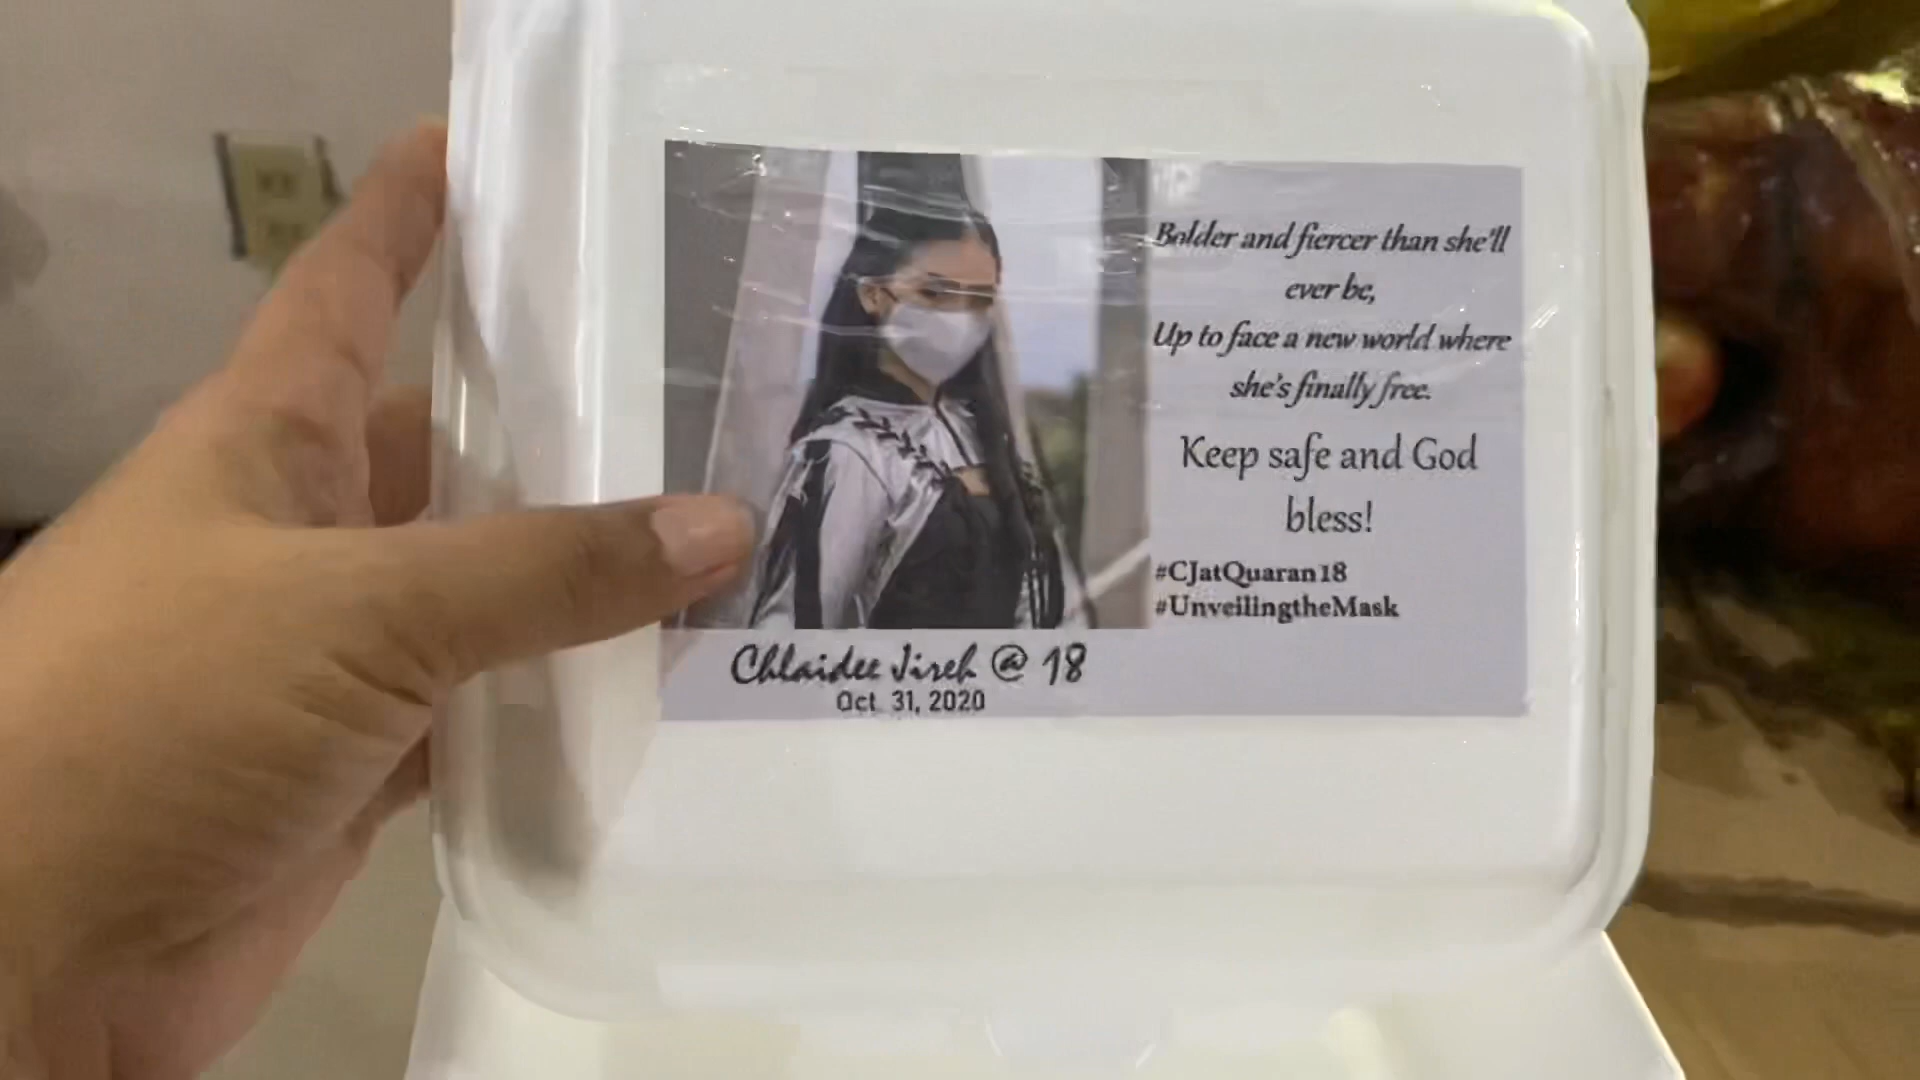 Bolder and fiercer than she'll
ever be,
Up to face a new world where
she's finally free.
Keep safe and God
bless!
#CJatQuaran18
#UnveilingtheMask
Chlaidee Jireh @ 18
Oct. 31, 2020